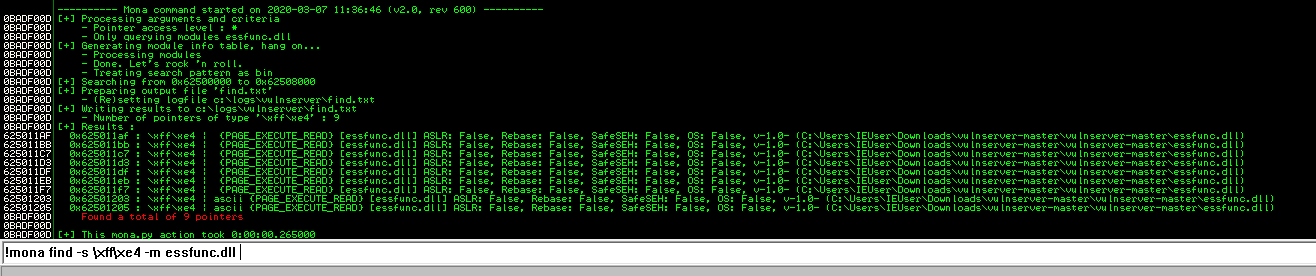 ---------- Mona command started on 2020-03-07 11:36:46 (v2.0, rev 600) ----------
0BADF00D [+] Processing arguments and criteria
0BADF00D - Pointer access level : *
0BADF00D - Only querying modules essfunc.dll
0BADF00D [+] Generating module info table, hang on...
0BADF00D - Processing modules
0BADF00D - Done. Let's rock 'n roll.
0BADF00D - Treating search pattern as bin
0BADF00D [+] Searching from 0x62500000 to 0x62508000
0BADF00D [+] Preparing output file 'find.txt'
0BADF00D - (Re)setting logfile c:\logs\vulnserver\find.txt
0BADF00D [+] Writing results to c:\logs\vulnserver\find.txt
0BADF00D - Number of pointers of type '\xff\xe4' : 9
0BADF00D [+] Results :
625011AF 0x625011af : \xff\xe4 | {PAGE_EXECUTE_READ} [essfunc.dll] ASLR: False, Rebase: False, SafeSEH: False, OS: False, v-1.0- (C:\Users\IEUser\Downloads\vulnserver-master\vulnserver-master\essfunc.dll)
625011BB 0x625011bb : \xff\xe4 | {PAGE_EXECUTE_READ} [essfunc.dll] ASLR: False, Rebase: False, SafeSEH: False, OS: False, v-1.0- (C:\Users\IEUser\Downloads\vulnserver-master\vulnserver-master\essfunc.dll)
625011C7 0x625011c7 : \xff\xe4 | {PAGE_EXECUTE_READ} [essfunc.dll] ASLR: False, Rebase: False, SafeSEH: False, OS: False, v-1.0- (C:\Users\IEUser\Downloads\vulnserver-master\vulnserver-master\essfunc.dll)
625011D3 0x625011d3 : \xff\xe4 | {PAGE_EXECUTE_READ} [essfunc.dll] ASLR: False, Rebase: False, SafeSEH: False, OS: False, v-1.0- (C:\Users\IEUser\Downloads\vulnserver-master\vulnserver-master\essfunc.dll)
625011DF 0x625011df : \xff\xe4 | {PAGE_EXECUTE_READ} [essfunc.dll] ASLR: False, Rebase: False, SafeSEH: False, OS: False, v-1.0- (C:\Users\IEUser\Downloads\vulnserver-master\vulnserver-master\essfunc.dll)
625011EB 0x625011eb : \xff\xe4 | {PAGE_EXECUTE_READ} [essfunc.dll] ASLR: False, Rebase: False, SafeSEH: False, OS: False, v-1.0- (C:\Users\IEUser\Downloads\vulnserver-master\vulnserver-master\essfunc.dll)
625011F7 0x625011f7 : \xff\xe4 | {PAGE_EXECUTE_READ} [essfunc.dll] ASLR: False, Rebase: False, SafeSEH: False, OS: False, v-1.0- (C:\Users\IEUser\Downloads\vulnserver-master\vulnserver-master\essfunc.dll)
62501203 0x62501203 : \xff\xe4 | ascii {PAGE_EXECUTE_READ} [essfunc.dll] ASLR: False, Rebase: False, SafeSEH: False, OS: False, v-1.0- (C:\Users\IEUser\Downloads\vulnserver-master\vulnserver-master\essfunc.dll)
62501205 0x62501205 : \xff\xe4 | ascii {PAGE_EXECUTE_READ} [essfunc.dll] ASLR: False, Rebase: False, SafeSEH: False, OS: False, v-1.0- (C:\Users\IEUser\Downloads\vulnserver-master\vulnserver-master\essfunc.dll)
0BADF00D Found a total of 9 pointers
0BADF00D
0BADF00D [+] This mona.py action took 0:00:00.265000
!mona find -s \xff\xe4 -m essfunc.dll